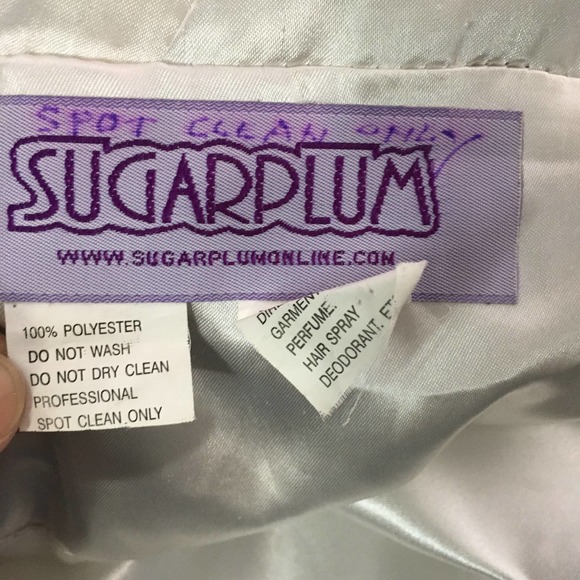 SPOT CLEAN ONLY
SUGARPLUM
WWW.SUGARPLUMONLINE.COM
100% POLYESTER
DO NOT WASH
DO NOT DRY CLEAN
PROFESSIONAL
SPOT CLEAN ONLY
GARMENT
PERFUME.
HAIR SPRAY
DEODORANT.